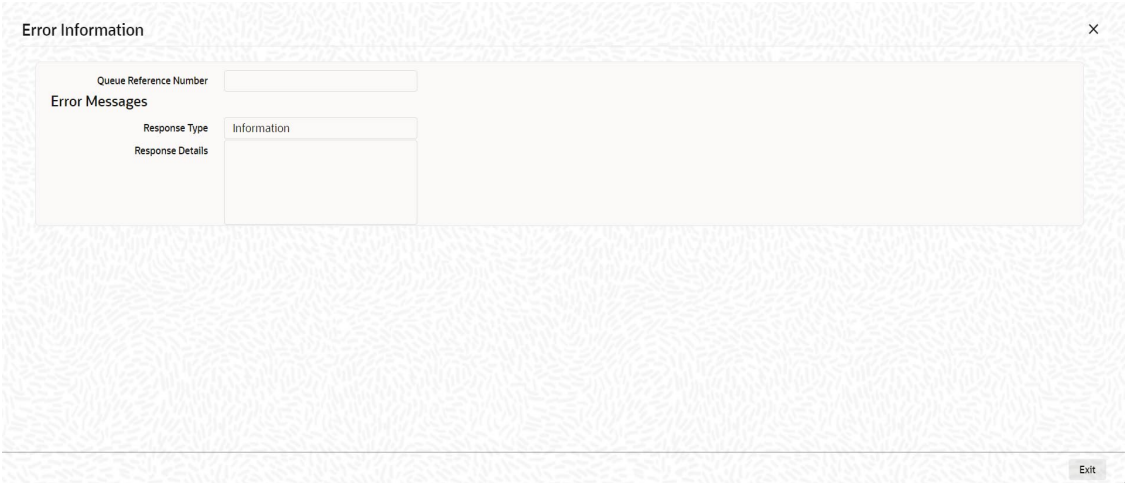 Error Information
Queue Reference Number
Error Messages
Response Type Information
Response Details
Exit